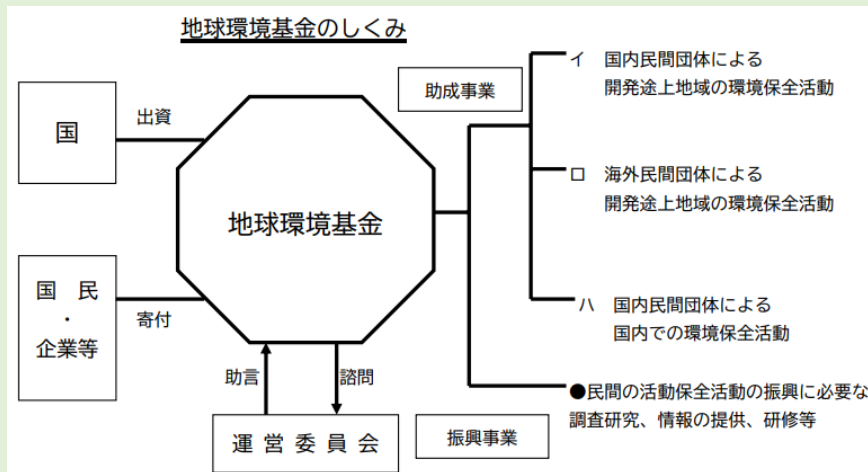 地球環境基金のしくみ
国
出資
国　民
・
企業等
寄付
地球環境基金
助言
諮問
運 営 委 員 会
助成事業
イ　国内民間団体による
開発途上地域の環境保全活動
ロ　海外民間団体による
開発途上地域の環境保全活動
ハ　国内民間団体による
国内での環境保全活動
振興事業
●民間の活動保全活動の振興に必要な
調査研究、情報の提供、研修等